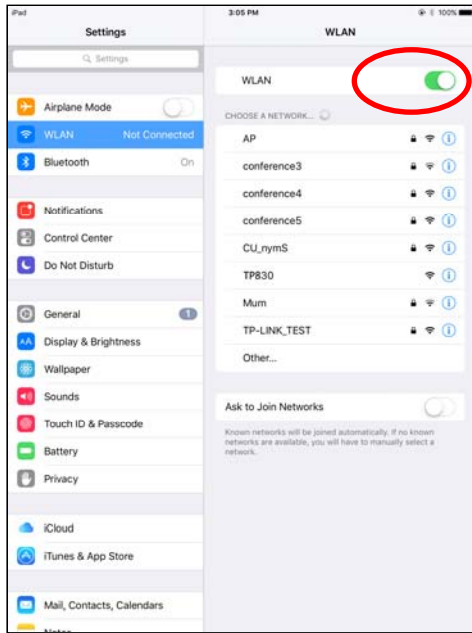 iPad
3:05 PM
100%
Settings
WLAN
Settings
Airplane Mode
WLAN
Not Connected
Bluetooth
On
Notifications
Control Center
Do Not Disturb
General
1
Display & Brightness
Wallpaper
Sounds
Touch ID & Passcode
Battery
Privacy
iCloud
iTunes & App Store
Mail, Contacts, Calendars
Notes
WLAN
CHOOSE A NETWORK...
AP
conference3
conference4
conference5
CU_nymS
TP830
Mum
TP-LINK_TEST
Other...
Ask to Join Networks
Known networks will be joined automatically. If no known
networks are available, you will have to manually select a
network.